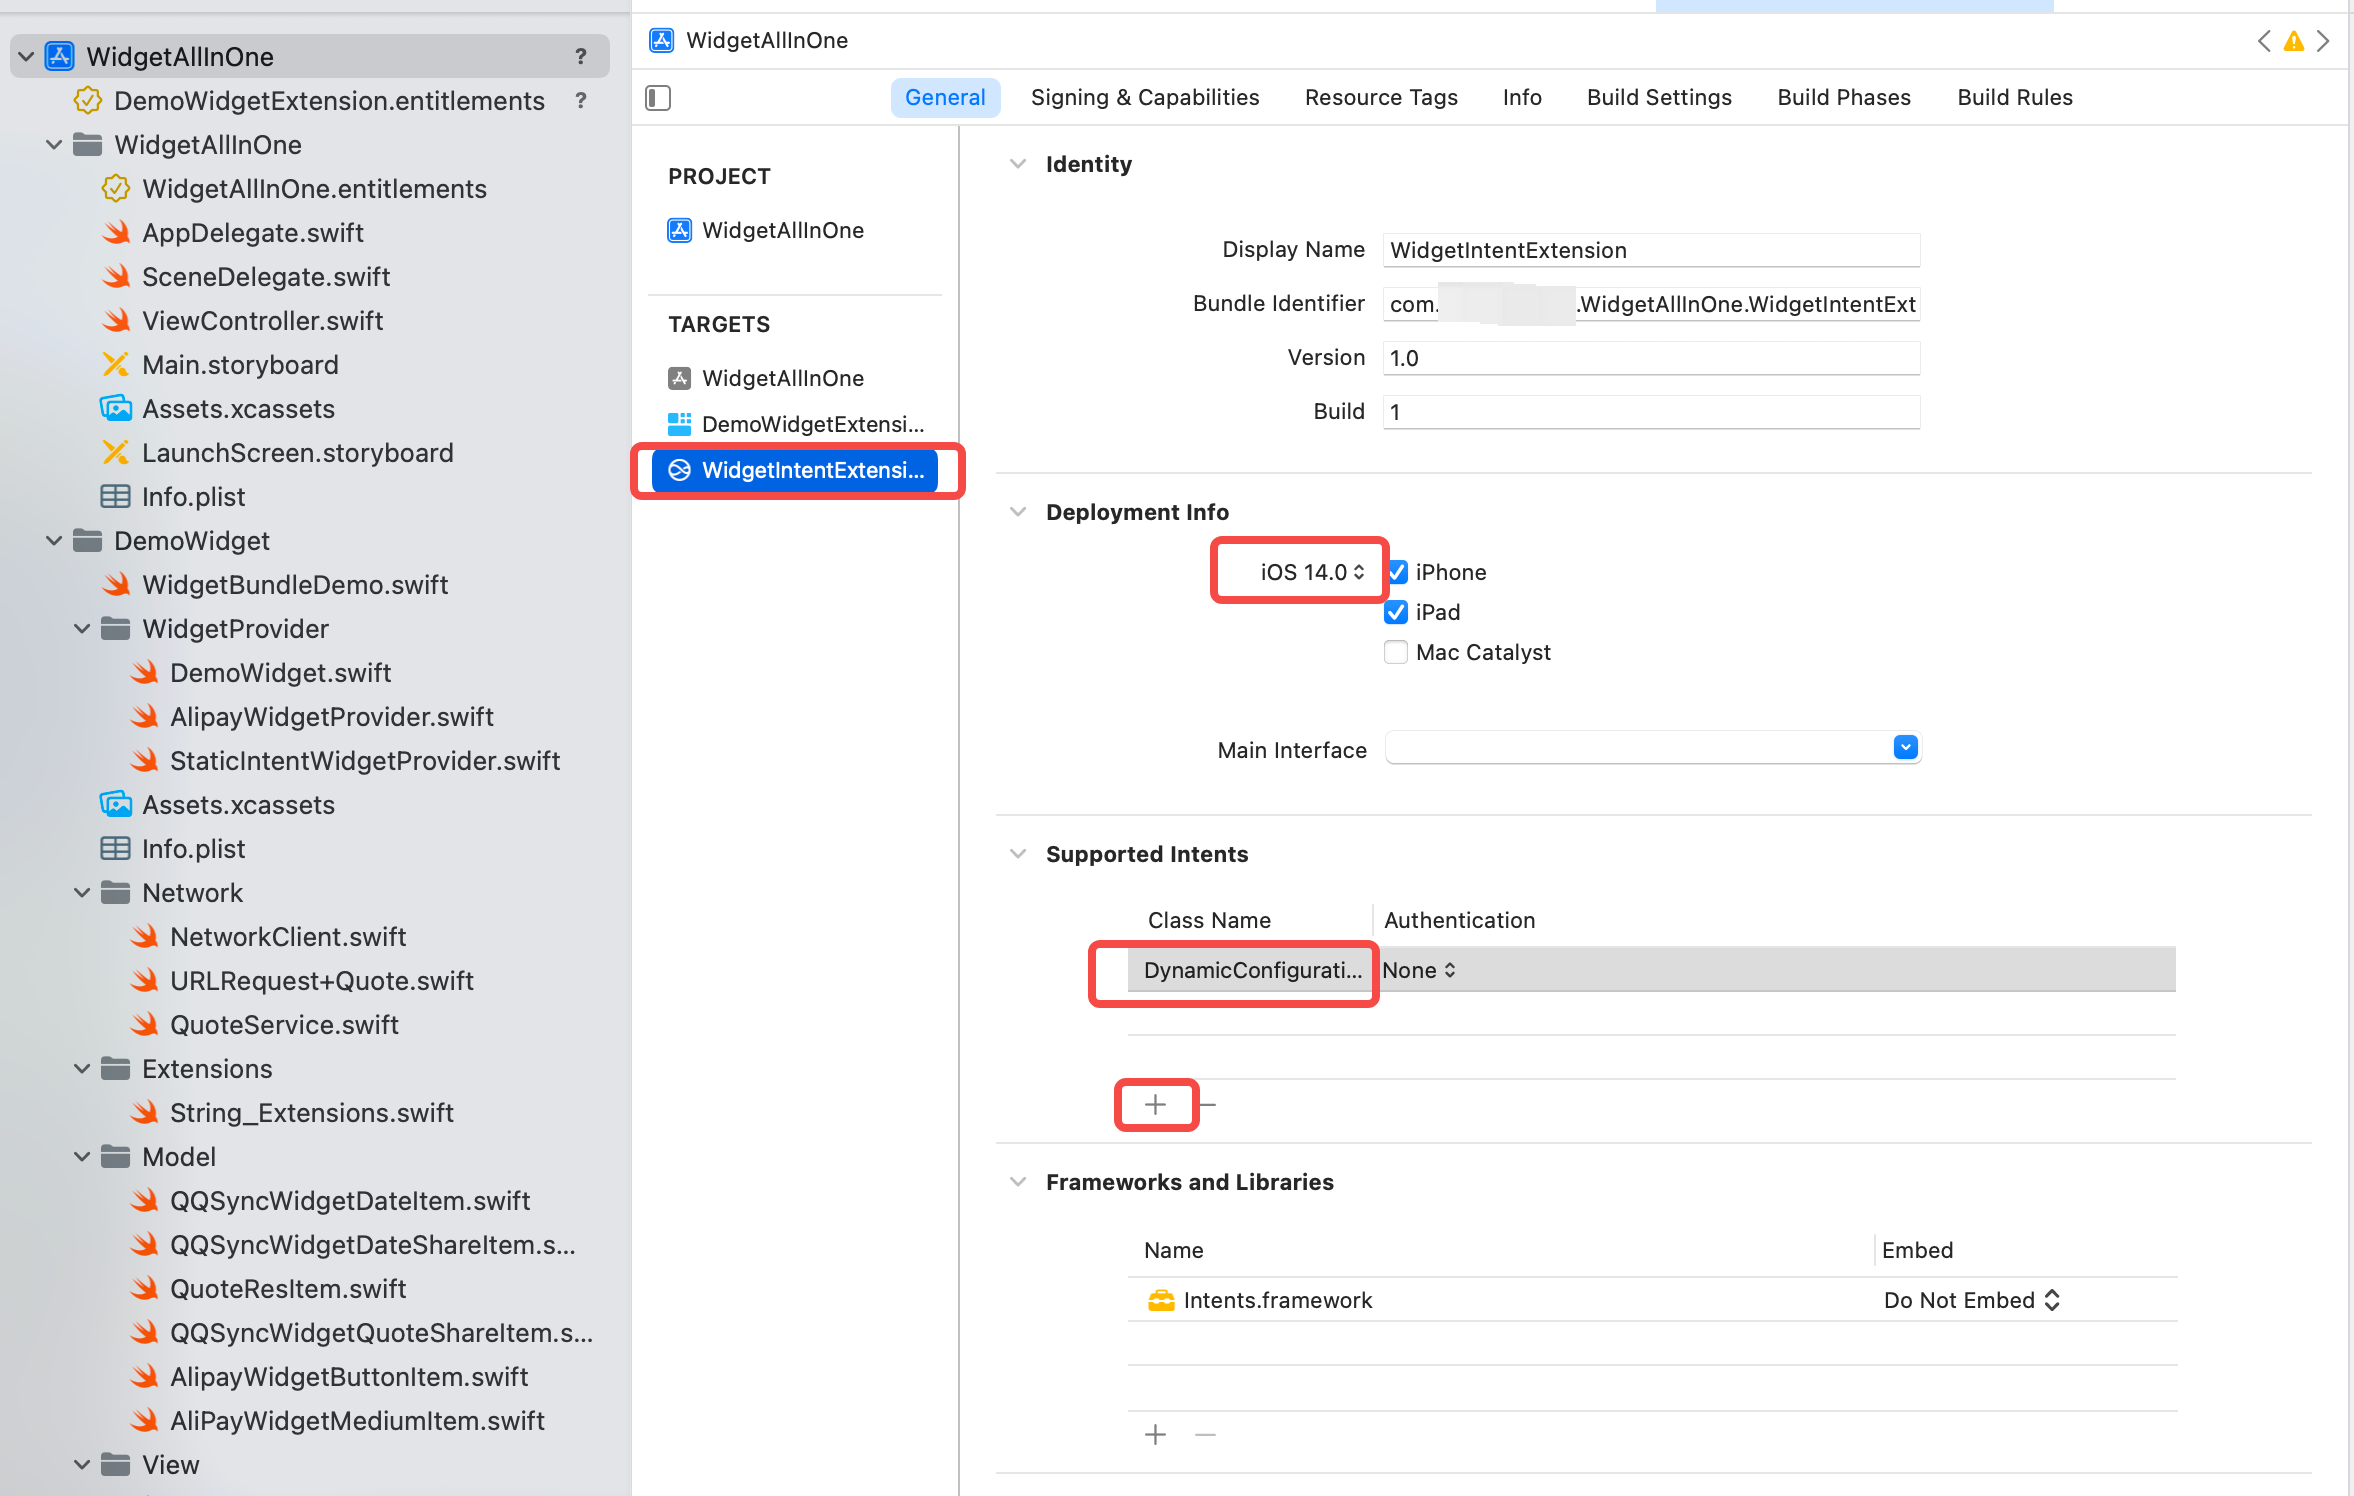 WidgetAllInOne ?
DemoWidgetExtension.entitlements ?
WidgetAllInOne
WidgetAllInOne.entitlements
AppDelegate.swift
SceneDelegate.swift
ViewController.swift
Main.storyboard
Assets.xcassets
LaunchScreen.storyboard
Info.plist
DemoWidget
WidgetBundleDemo.swift
WidgetProvider
DemoWidget.swift
AlipayWidgetProvider.swift
StaticIntentWidgetProvider.swift
Assets.xcassets
Info.plist
Network
NetworkClient.swift
URLRequest+Quote.swift
QuoteService.swift
Extensions
String_Extensions.swift
Model
QQSyncWidgetDateItem.swift
QQSyncWidgetDateShareItem.s...
QuoteResItem.swift
QQSyncWidgetQuoteShareItem.s...
AlipayWidgetButtonItem.swift
AliPayWidgetMediumItem.swift
View
WidgetAllInOne
General Signing & Capabilities Resource Tags Info Build Settings Build Phases Build Rules
PROJECT
WidgetAllInOne
TARGETS
WidgetAllInOne
DemoWidgetExtensi...
WidgetIntentExtensi...
Identity
Display Name WidgetIntentExtension
Bundle Identifier com. .WidgetAllInOne.WidgetIntentExt
Version 1.0
Build 1
Deployment Info
iOS 14.0 iPhone
iPad
Mac Catalyst
Main Interface
Supported Intents
Class Name Authentication
DynamicConfigurati... None
Frameworks and Libraries
Name Embed
Intents.framework Do Not Embed